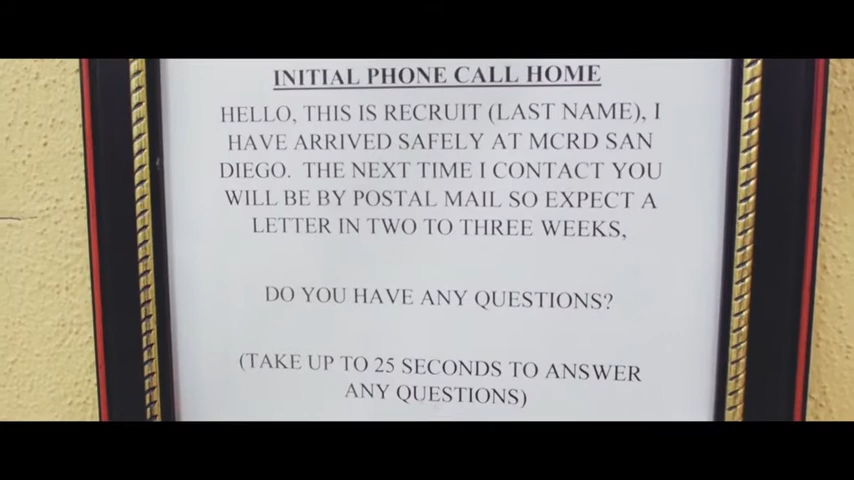 INITIAL PHONE CALL HOME
HELLO, THIS IS RECRUIT (LAST NAME), I
HAVE ARRIVED SAFELY AT MCRD SAN
DIEGO. THE NEXT TIME I CONTACT YOU
WILL BE BY POSTAL MAIL SO EXPECT A
LETTER IN TWO TO THREE WEEKS,
DO YOU HAVE ANY QUESTIONS?
(TAKE UP TO 25 SECONDS TO ANSWER
ANY QUESTIONS)